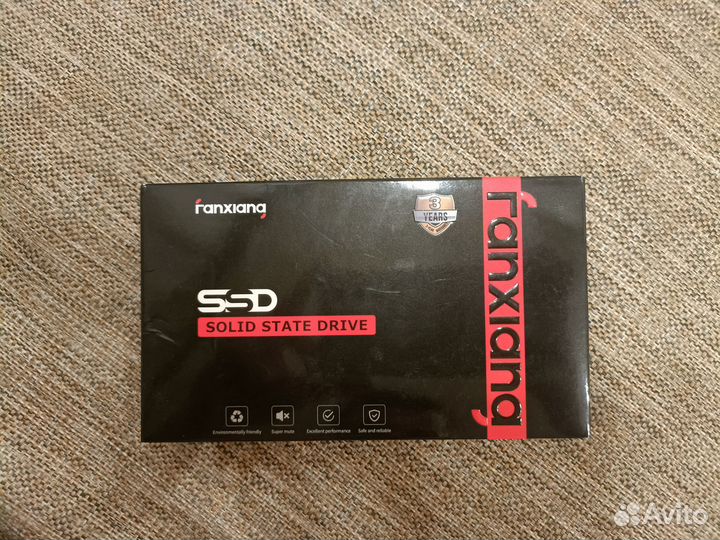 fanxiang
3
YEARS
SSD
SOLID STATE DRIVE
Environmentally friendly
Super mute
Excellent performance
Safe and reliable
fanxiang
Avito